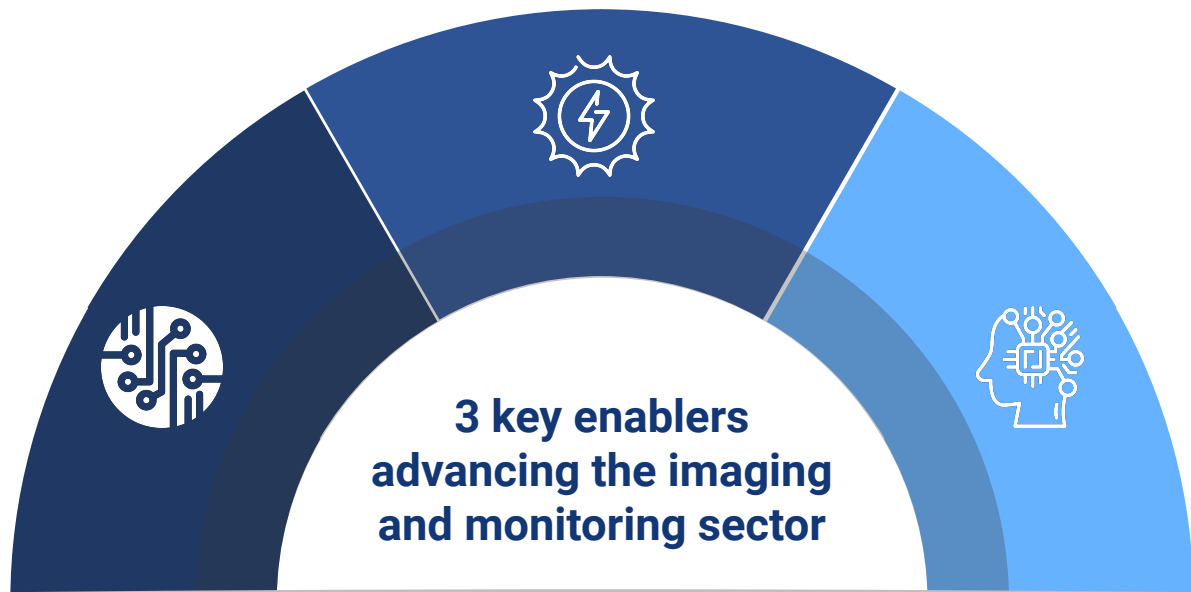 3 key enablers
advancing the imaging
and monitoring sector